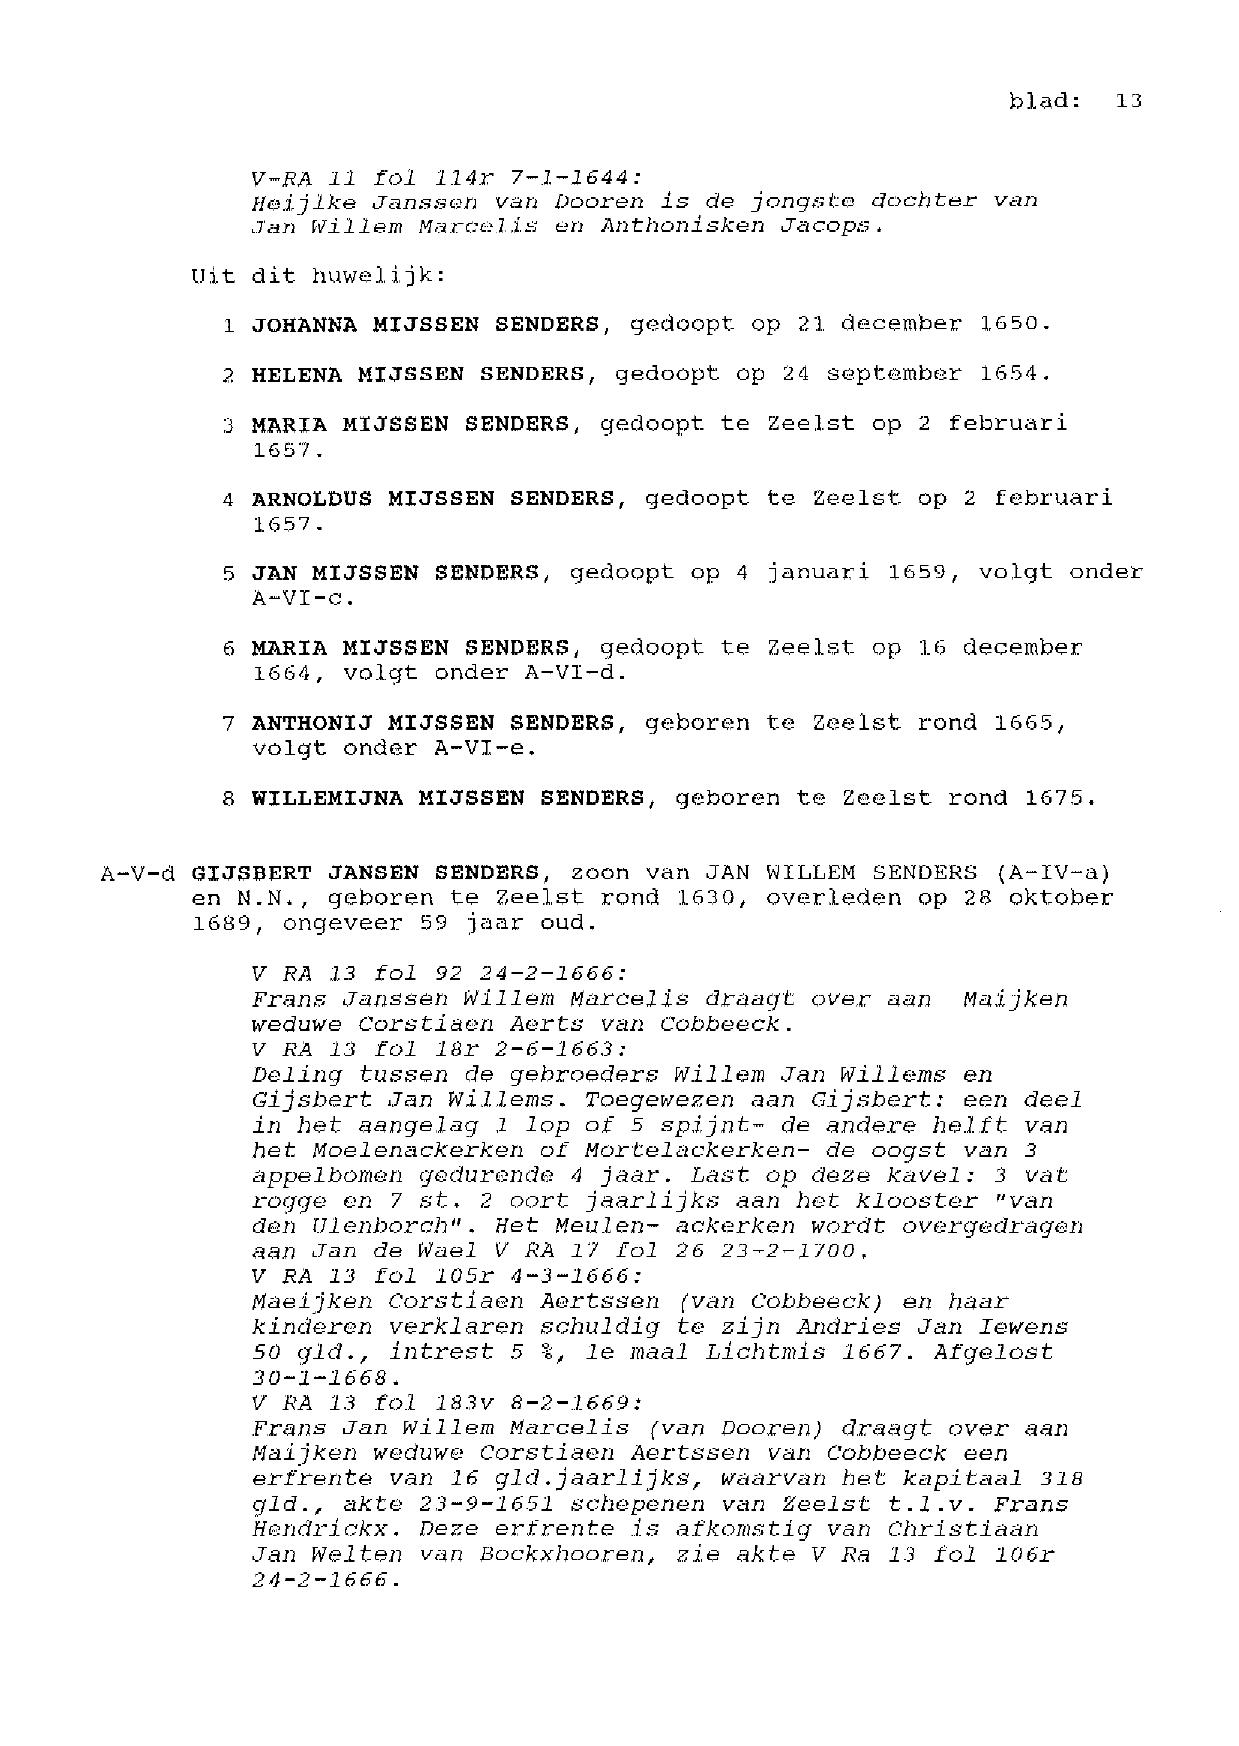 blad: 13
V-RA 11 fol 114r 7-1-1644:
Heijlke Janssen van Dooren is de jongste dochter van
Jan Willem Marcelis en Anthonisken Jacops.
Uit dit huwelijk:
1 JOHANNA MIJSSEN SENDERS, gedoopt op 21 december 1650.
2 HELENA MIJSSEN SENDERS, gedoopt op 24 september 1654.
3 MARIA MIJSSEN SENDERS, gedoopt te Zeelst op 2 februari
1657.
4 ARNOLDUS MIJSSEN SENDERS, gedoopt te Zeelst op 2 februari
1657.
5 JAN MIJSSEN SENDERS, gedoopt op 4 januari 1659, volgt onder
A-VI-c.
6 MARIA MIJSSEN SENDERS, gedoopt te Zeelst op 16 december
1664, volgt onder A-VI-d.
7 ANTHONIJ MIJSSEN SENDERS, geboren te Zeelst rond 1665,
volgt onder A-VI-e.
8 WILLEMIJNA MIJSSEN SENDERS, geboren te Zeelst rond 1675.
A-V-d GIJSBERT JANSEN SENDERS, zoon van JAN WILLEM SENDERS (A-IV-a)
en N.N., geboren te Zeelst rond 1630, overleden op 28 oktober
1689, ongeveer 59 jaar oud.
V RA 13 fol 92 24-2-1666:
Frans Janssen Willem Marcelis draagt over aan Maijken
weduwe Corstiaen Aerts van Cobbeeck.
V RA 13 fol 18r 2-6-1663:
Deling tussen de gebroeders Willem Jan Willems en
Gijsbert Jan Willems. Toegewezen aan Gijsbert: een deel
in het aangelag 1 lop of 5 spijnt- de andere helft van
het Moelenackerken of Mortelackerken- de oogst van 3
appelbomen gedurende 4 jaar. Last op deze kavel: 3 vat
rogge en 7 st. 2 oort jaarlijks aan het klooster "van
den Ulenborch". Het Meulen- ackerken wordt overgedragen
aan Jan de Wael V RA 17 fol 26 23-2-1700.
V RA 13 fol 105r 4-3-1666:
Maeijken Corstiaen Aertssen (van Cobbeeck) en haar
kinderen verklaren schuldig te zijn Andries Jan Iewens
50 gld., intrest 5 %, 1e maal Lichtmis 1667. Afgelost
30-1-1668.
V RA 13 fol 183v 8-2-1669:
Frans Jan Willem Marcelis (van Dooren) draagt over aan
Maijken weduwe Corstiaen Aertssen van Cobbeeck een
erfrente van 16 gld.jaarlijks, waarvan het kapitaal 318
gld., akte 23-9-1651 schepenen van Zeelst t.l.v. Frans
Hendrickx. Deze erfrente is afkomstig van Christiaan
Jan Welten van Bockxhooren, zie akte V Ra 13 fol 106r
24-2-1666.